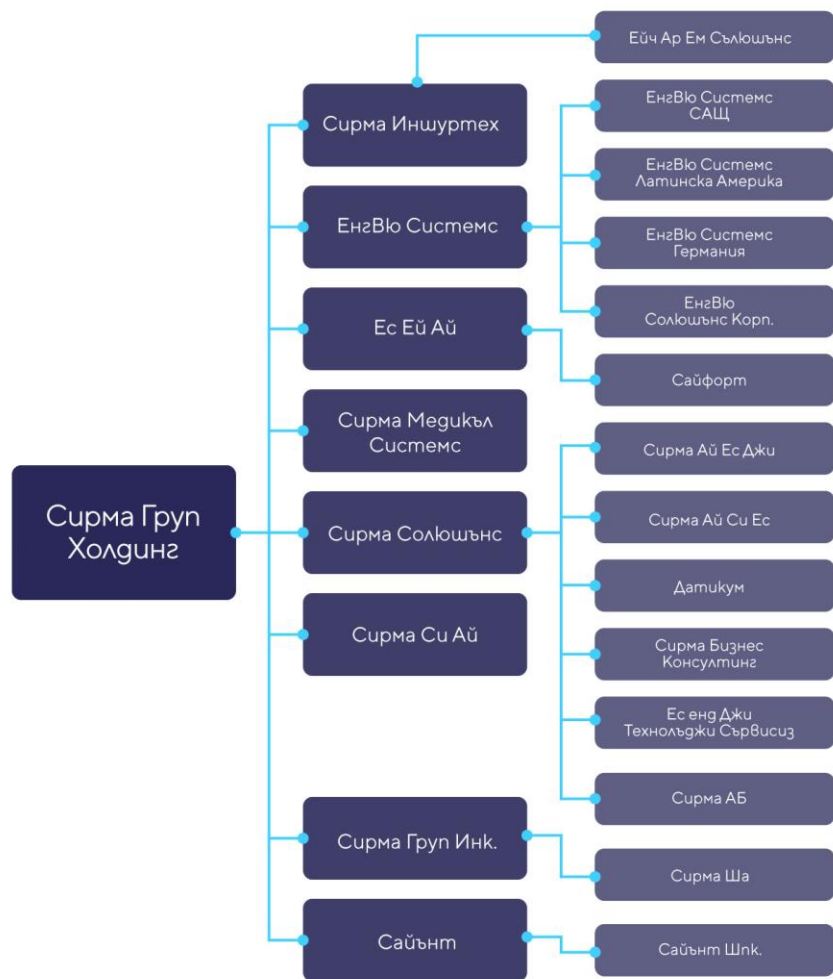 Ейч Ар Ем Сълюшънс
Сирма Иншуртех
ЕнгВю Системс
САЩ
ЕнгВю Системс
Латинска Америка
ЕнгВю Системс
ЕнгВю Системс
Германия
ЕнгВю
Солюшънс Корп.
Ес Ей Ай
Сайфорт
Сирма Медикъл
Системс
Сирма Груп
Холдинг
Сирма Солюшънс
Сирма Ай Ес Джи
Сирма Ай Си Ес
Датикум
Сирма Бизнес
Консултинг
Ес енд Джи
Технолъджи Сървисиз
Сирма АБ
Сирма Си Ай
Сирма Груп Инк.
Сирма Ша
Сайънт
Сайънт Шпк.